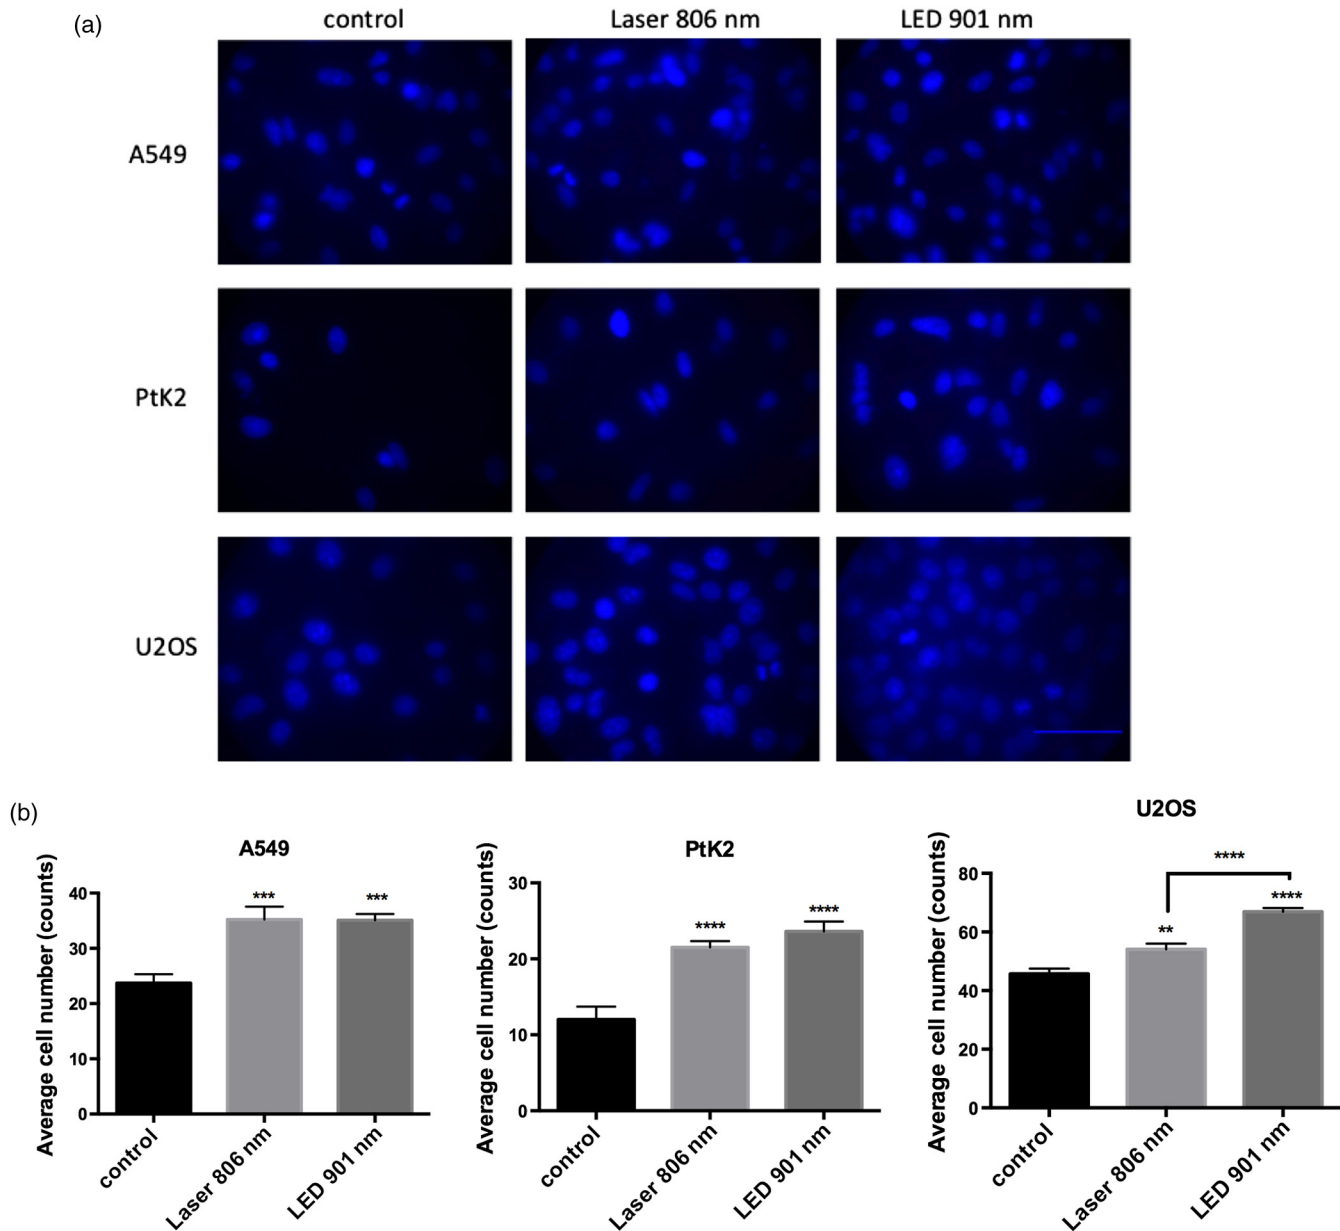 (a)
control Laser 806 nm LED 901 nm
A549
PtK2
U2OS
(b)
A549
Average cell number (counts)
40
30
20
10
0
***
***
control
Laser 806 nm
LED 901 nm
PtK2
Average cell number (counts)
30
20
10
0
****
****
control
Laser 806 nm
LED 901 nm
U2OS
Average cell number (counts)
80
60
40
20
0
****
**
****
control
Laser 806 nm
LED 901 nm